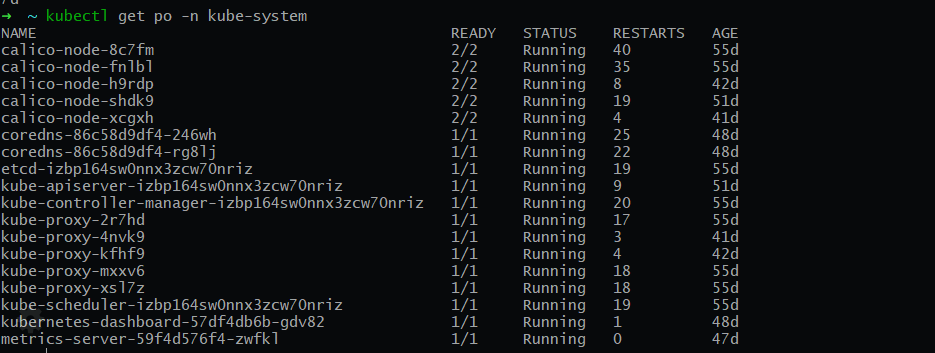 ➜  ~ kubectl get po -n kube-system
NAME READY STATUS RESTARTS AGE
calico-node-8c7fm 2/2 Running 40 55d
calico-node-fnlbl 2/2 Running 35 55d
calico-node-h9rdp 2/2 Running 8 42d
calico-node-shdk9 2/2 Running 19 51d
calico-node-xcgxh 2/2 Running 4 41d
coredns-86c58d9df4-246wh 1/1 Running 25 48d
coredns-86c58d9df4-rg8lj 1/1 Running 22 48d
etcd-izbp164sw0nnx3zcw70nriz 1/1 Running 19 55d
kube-apiserver-izbp164sw0nnx3zcw70nriz 1/1 Running 9 51d
kube-controller-manager-izbp164sw0nnx3zcw70nriz 1/1 Running 20 55d
kube-proxy-2r7hd 1/1 Running 17 55d
kube-proxy-4nvk9 1/1 Running 3 41d
kube-proxy-kfhf9 1/1 Running 4 42d
kube-proxy-mxxv6 1/1 Running 18 55d
kube-proxy-xsl7z 1/1 Running 18 55d
kube-scheduler-izbp164sw0nnx3zcw70nriz 1/1 Running 19 55d
kubernetes-dashboard-57df4db6b-gdv82 1/1 Running 1 48d
metrics-server-59f4d576f4-zwfkl 1/1 Running 0 47d